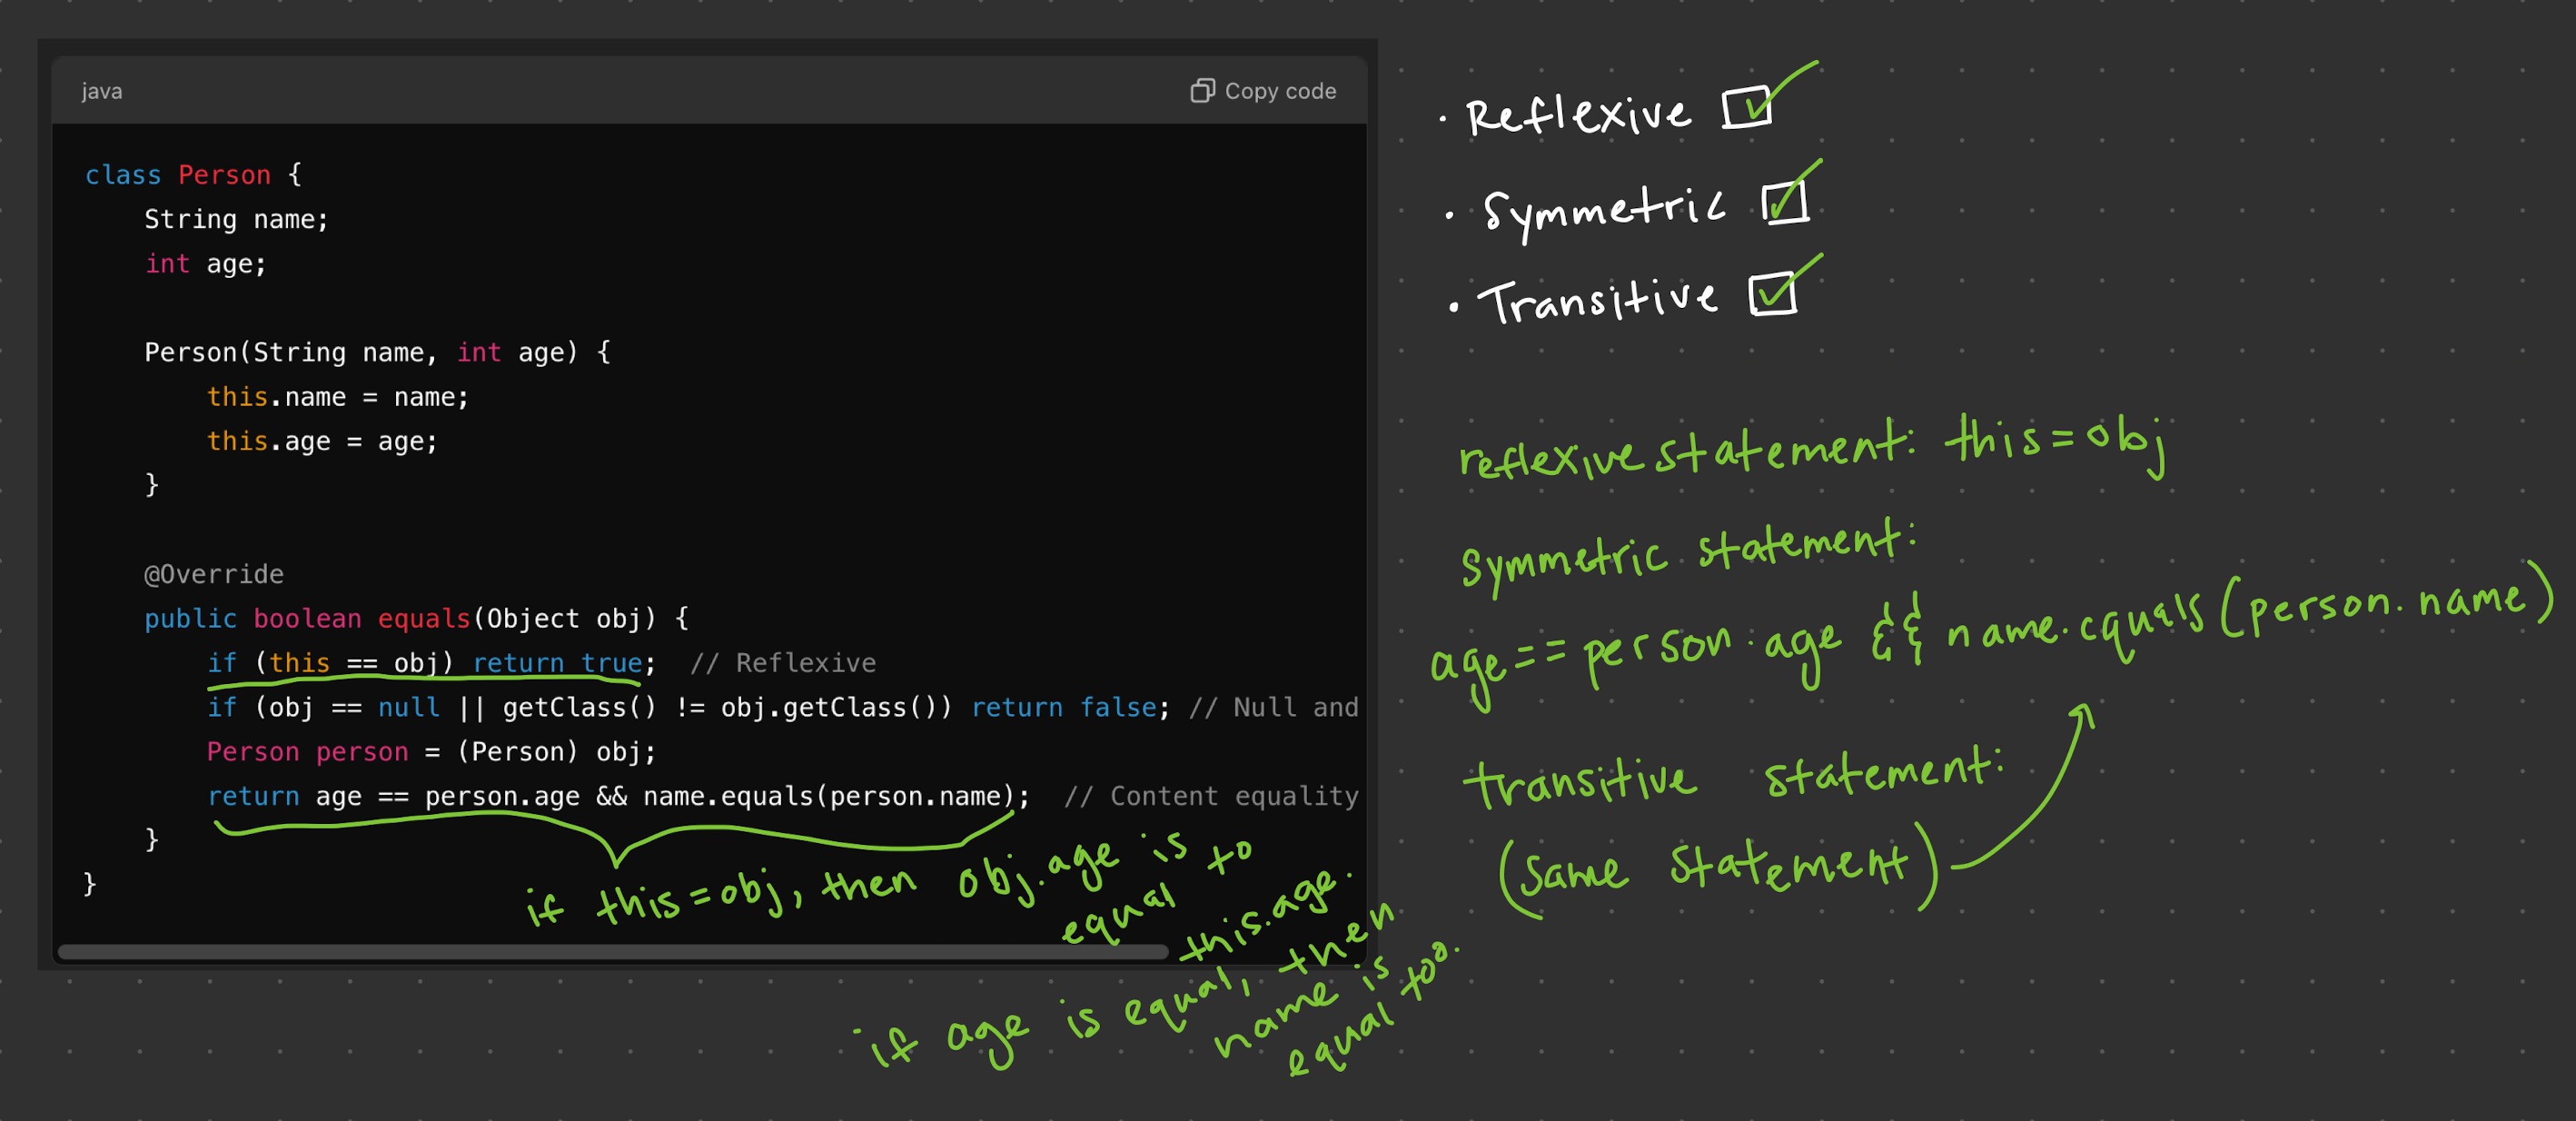 java
Copy code
class Person {
String name;
int age;
Person(String name, int age) {
this.name = name;
this.age = age;
}
@Override
public boolean equals(Object obj) {
if (this == obj) return true; // Reflexive
if (obj == null || getClass() != obj.getClass()) return false; // Null and
Person person = (Person) obj;
return age == person.age && name.equals(person.name); // Content equality
}
}
if this=obj, then obj.age is
equal to
this.age.
if age is equal, then
name is
equal too.
· Reflexive
· Symmetric
· Transitive
reflexive statement: this=obj
symmetric statement:
age==person.age && name.equals(person.name)
transitive statement:
(same statement)